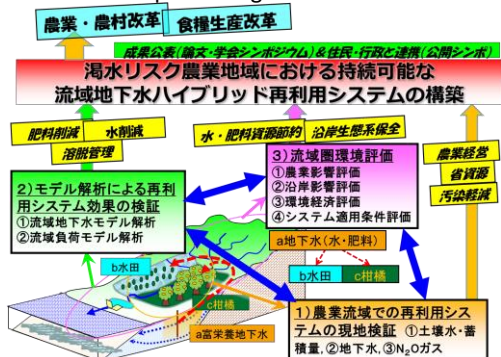 農業・農村改革
食糧生産改革
成果公表(論文・学会シンポジウム)&住民・行政と連携(公開シンポ)
渇水リスク農業地域における持続可能な
流域地下水ハイブリッド再利用システムの構築
肥料削減
水削減
溶脱管理
水・肥料資源節約
沿岸生態系保全
農業経営
省資源
汚染軽減
2)モデル解析による再利
用システム効果の検証
①流域地下水モデル解析
②流域負荷モデル解析
3)流域圏環境評価
①農業影響評価
②沿岸影響評価
③環境経済評価
④システム適用条件評価
a地下水(水・肥料)
b水田
c柑橘
b水田
c柑橘
a富栄養地下水
1)農業流域での再利用シス
テムの現地検証 ①土壌水・蓄
積量、②地下水、③N₂Oガス